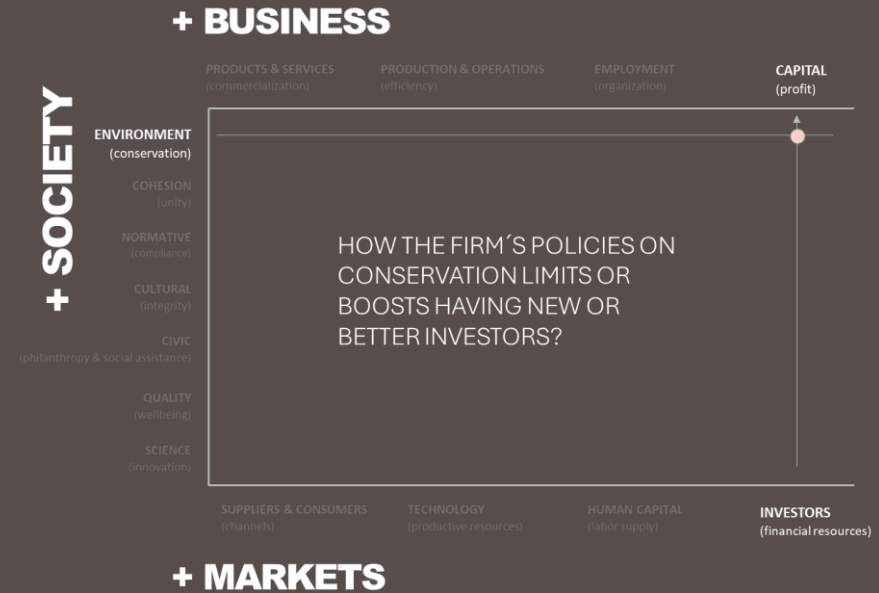 + BUSINESS
PRODUCTS & SERVICES
(commercialization)
PRODUCTION & OPERATIONS
(efficiency)
EMPLOYMENT
(organization)
CAPITAL
(profit)
+ SOCIETY
ENVIRONMENT
(conservation)
COHESION
(unity)
NORMATIVE
(compliance)
CULTURAL
(integrity)
CIVIC
(philanthropy & social assistance)
QUALITY
(wellbeing)
SCIENCE
(innovation)
HOW THE FIRM´S POLICIES ON
CONSERVATION LIMITS OR
BOOSTS HAVING NEW OR
BETTER INVESTORS?
SUPPLIERS & CONSUMERS
(channels)
TECHNOLOGY
(productive resources)
HUMAN CAPITAL
(labor supply)
INVESTORS
(financial resources)
+ MARKETS